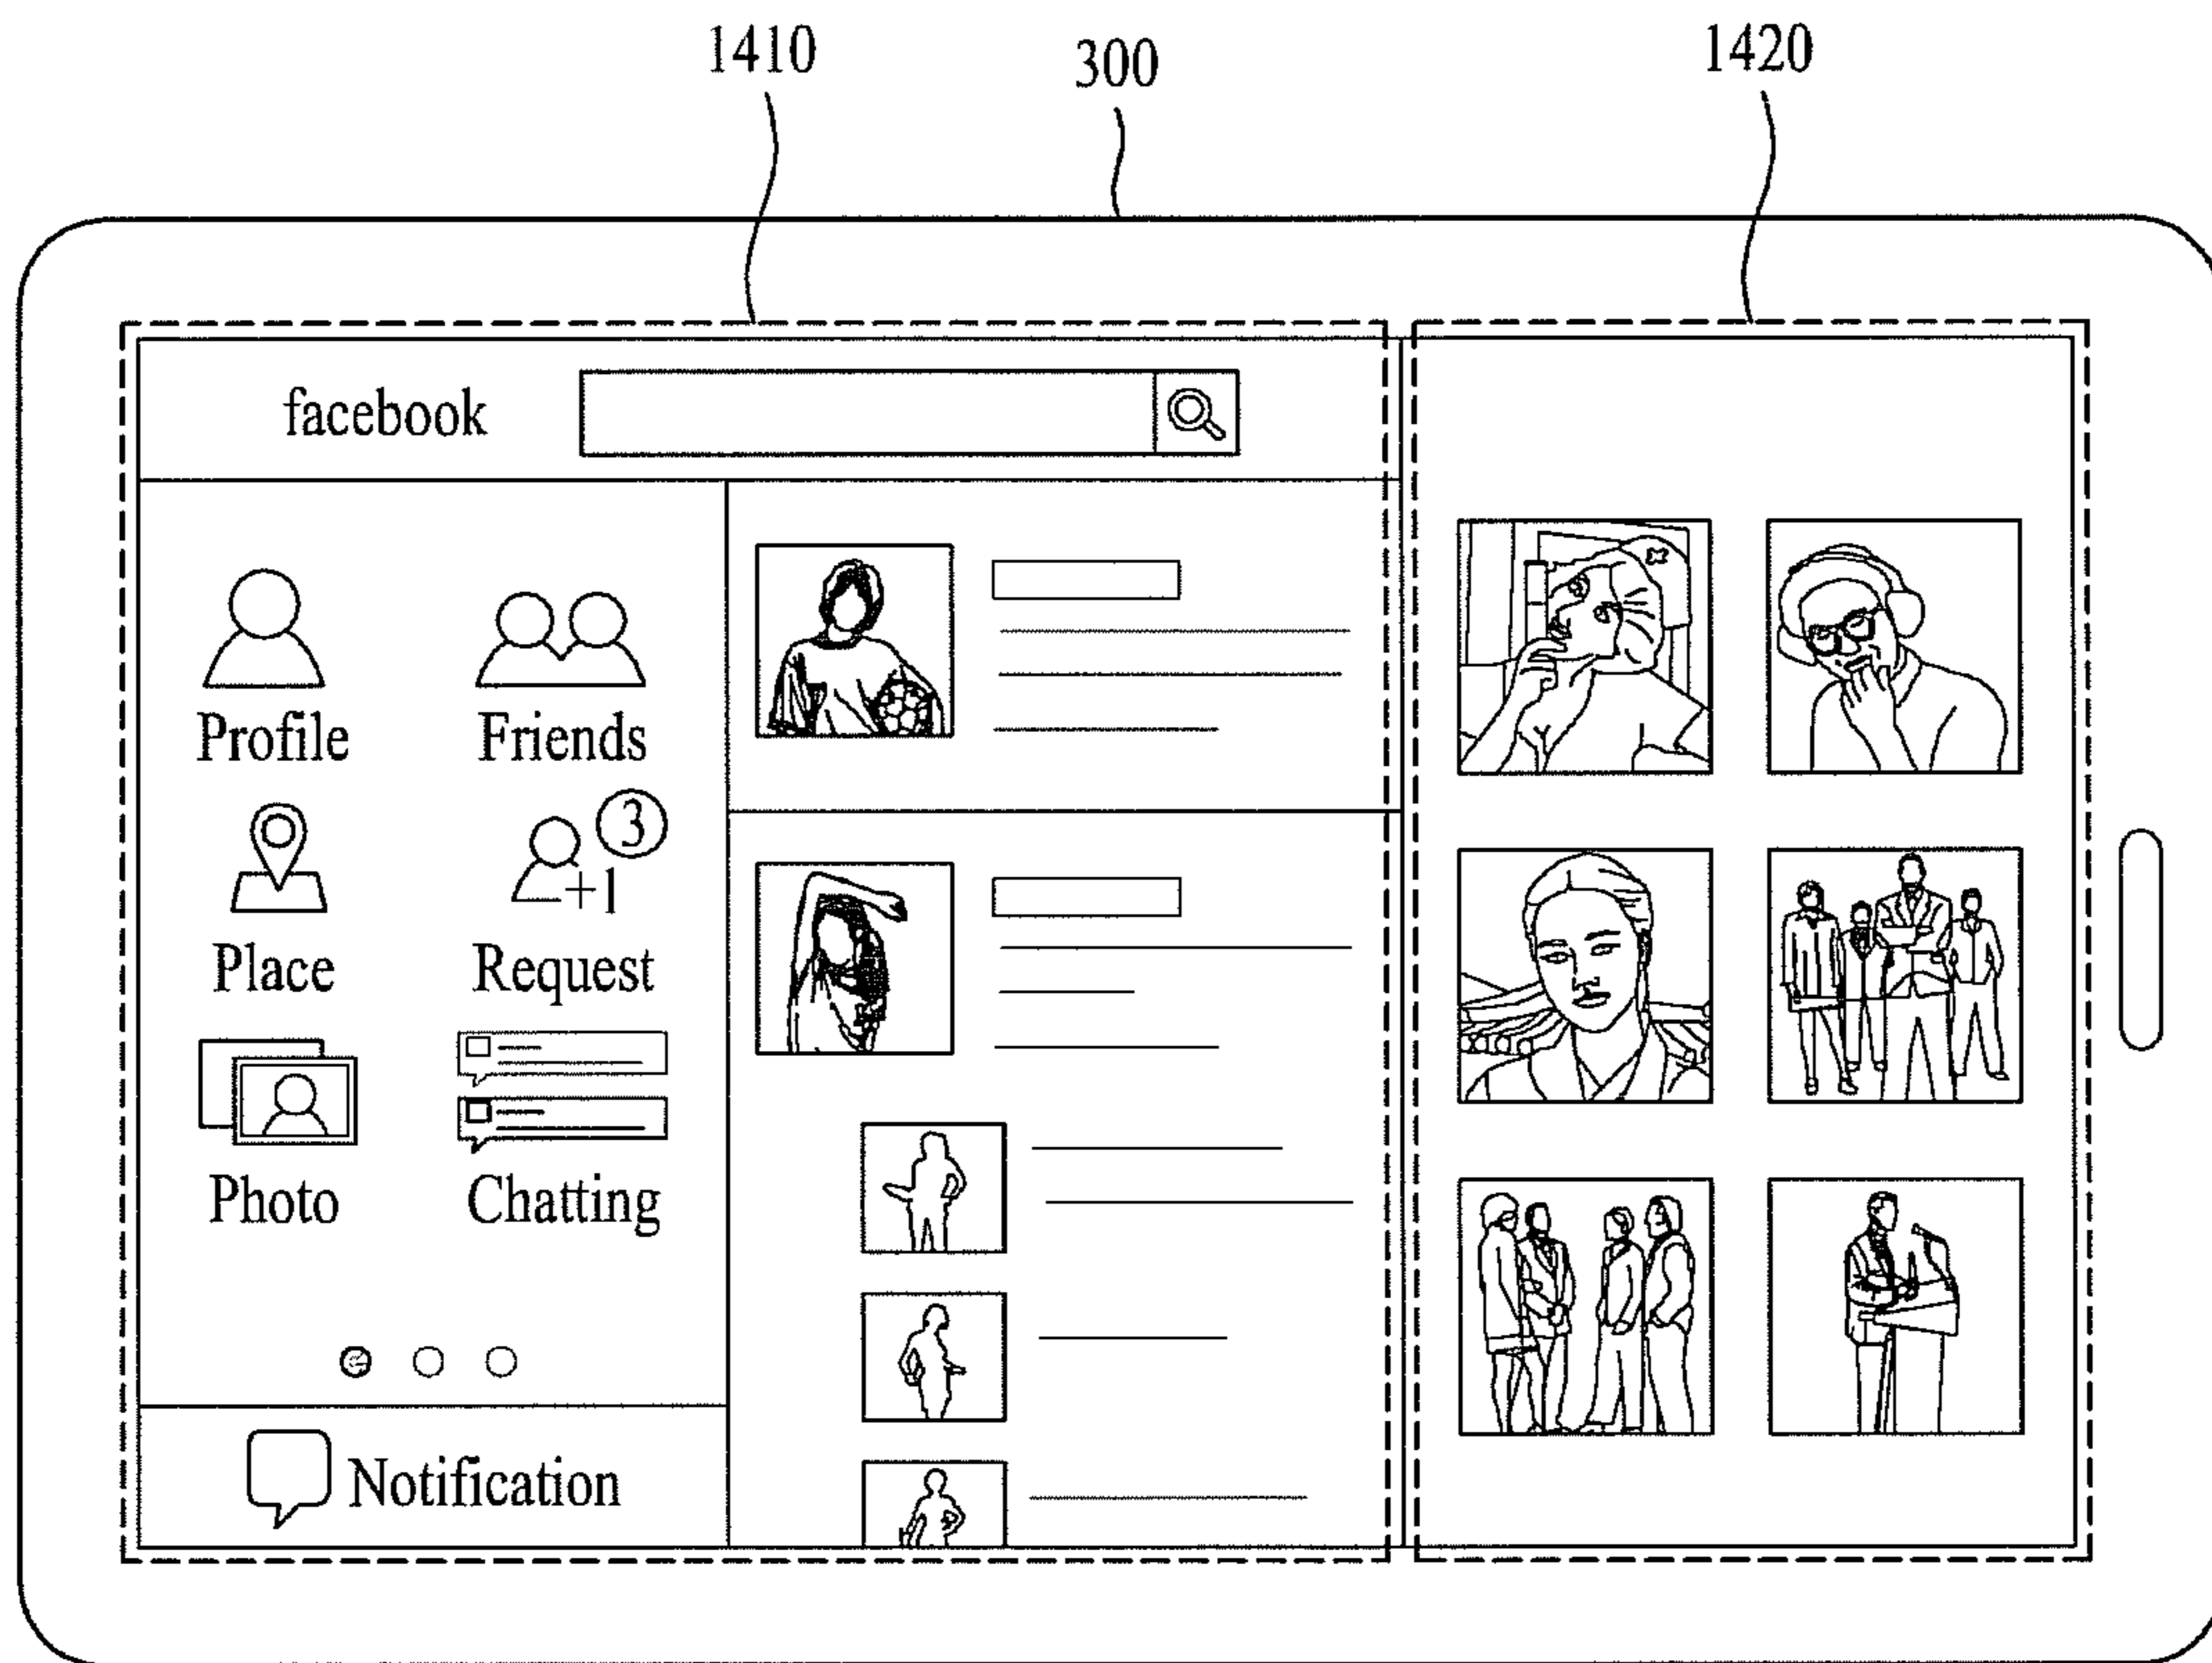 1410 300 1420
facebook
Profile Friends
3
+1
Place Request
Photo Chatting
Notification